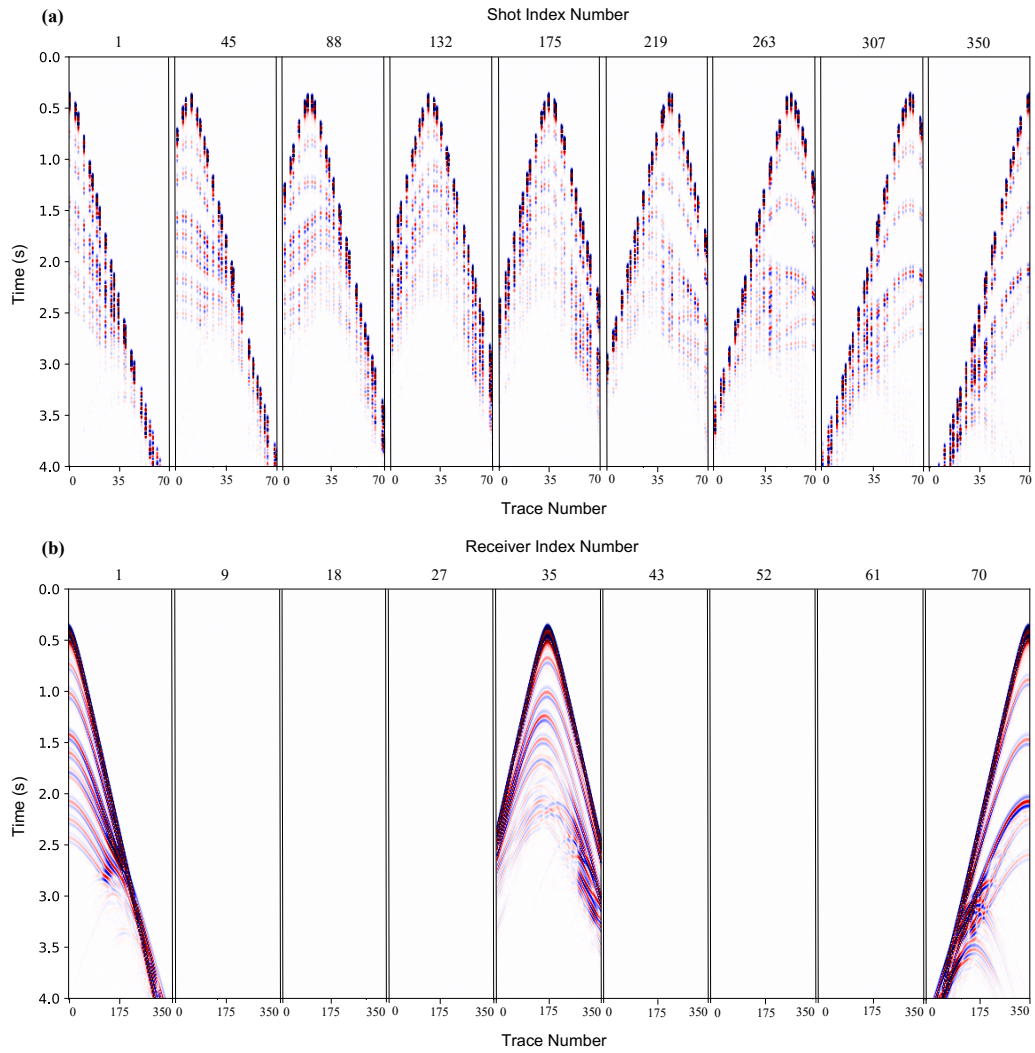 (a) Shot Index Number
1 45 88 132 175 219 263 307 350
0.0
0.5
1.0
1.5
2.0
2.5
3.0
3.5
4.0
Time (s)
0 35 70 0 35 70 0 35 70 0 35 70 0 35 70 0 35 70 0 35 70 0 35 70 0 35 70
Trace Number
(b) Receiver Index Number
1 9 18 27 35 43 52 61 70
0.0
0.5
1.0
1.5
2.0
2.5
3.0
3.5
4.0
Time (s)
0 175 350 0 175 350 0 175 350 0 175 350 0 175 350 0 175 350 0 175 350 0 175 350 0 175 350
Trace Number